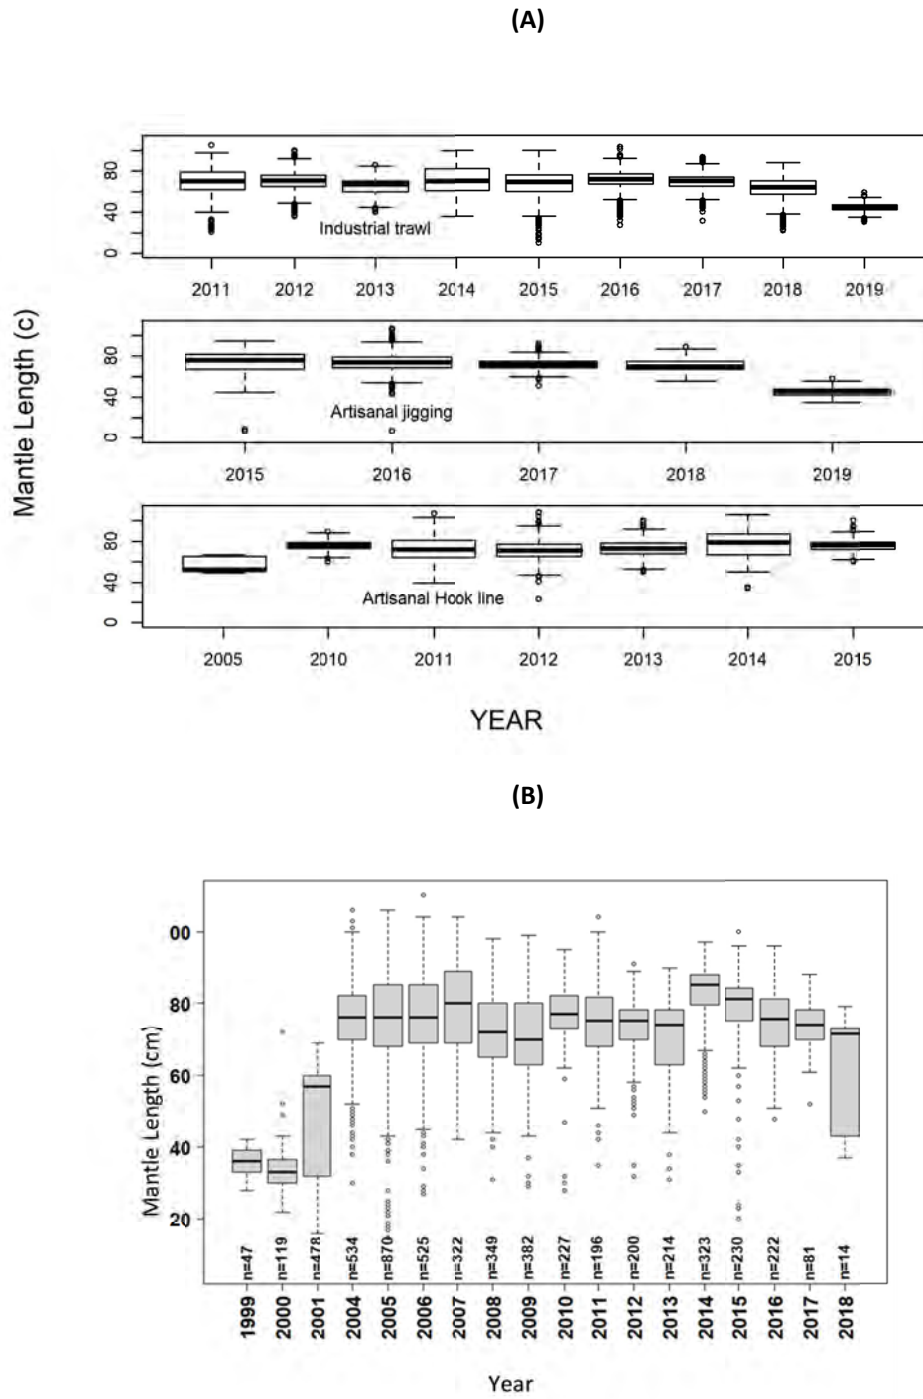 (A)
80
40
0
Industrial trawl
2011 2012 2013 2014 2015 2016 2017 2018 2019
80
40
0
Artisanal jigging
2015 2016 2017 2018 2019
80
40
0
Artisanal Hook line
2005 2010 2011 2012 2013 2014 2015
Mantle Length (c)
YEAR
(B)
Mantle Length (cm)
00
80
60
40
20
n=47 n=119 n=478 n=534 n=870 n=525 n=322 n=349 n=382 n=227 n=196 n=200 n=214 n=323 n=230 n=222 n=81 n=14
1999 2000 2001 2004 2005 2006 2007 2008 2009 2010 2011 2012 2013 2014 2015 2016 2017 2018
Year